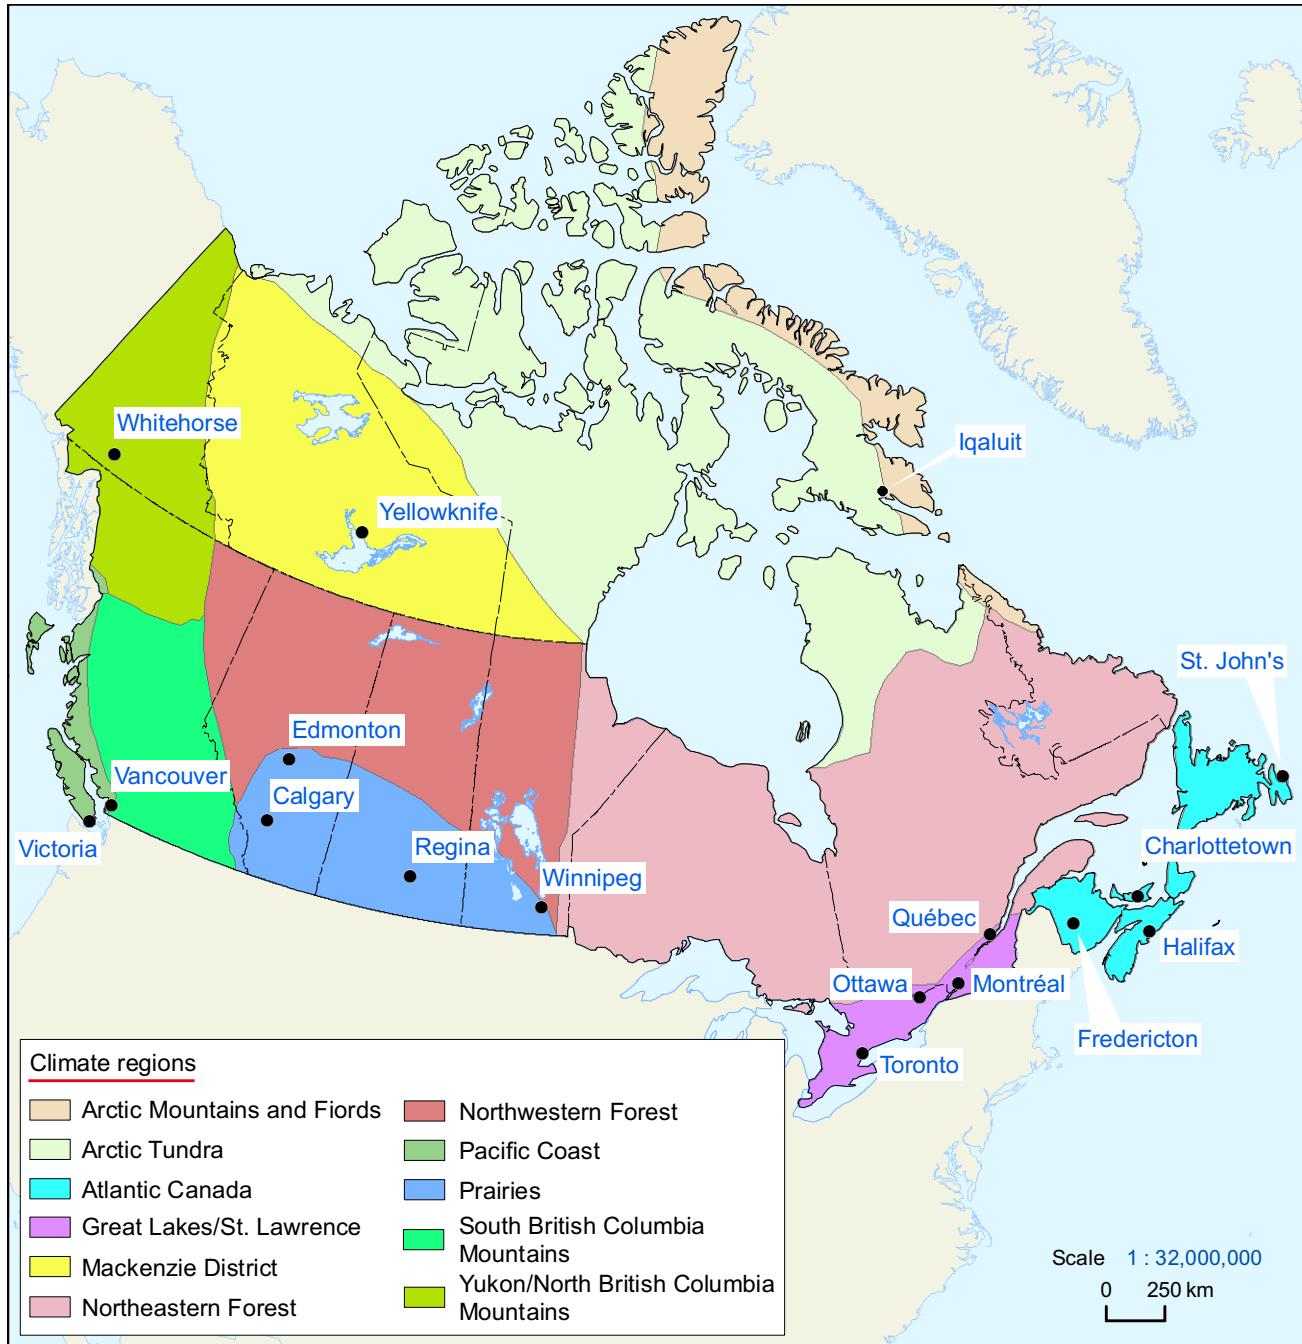 Whitehorse
Iqaluit
Yellowknife
St. John's
Edmonton
Vancouver
Calgary
Victoria
Regina
Charlottetown
Winnipeg
Québec
Halifax
Ottawa
Montréal
Fredericton
Toronto
Climate regions
Arctic Mountains and Fiords
Arctic Tundra
Atlantic Canada
Great Lakes/St. Lawrence
Mackenzie District
Northeastern Forest
Northwestern Forest
Pacific Coast
Prairies
South British Columbia
Mountains
Yukon/North British Columbia
Mountains
Scale 1 : 32,000,000
0 250 km